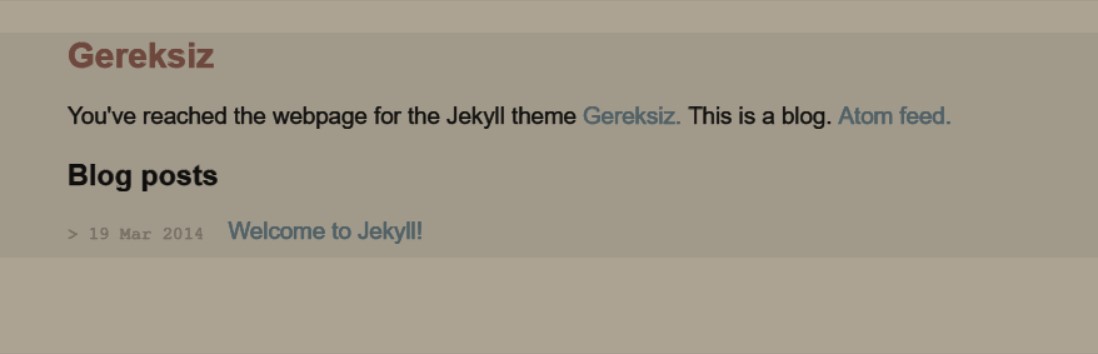 Gereksiz
You've reached the webpage for the Jekyll theme Gereksiz. This is a blog. Atom feed.
Blog posts
> 19 Mar 2014 Welcome to Jekyll!